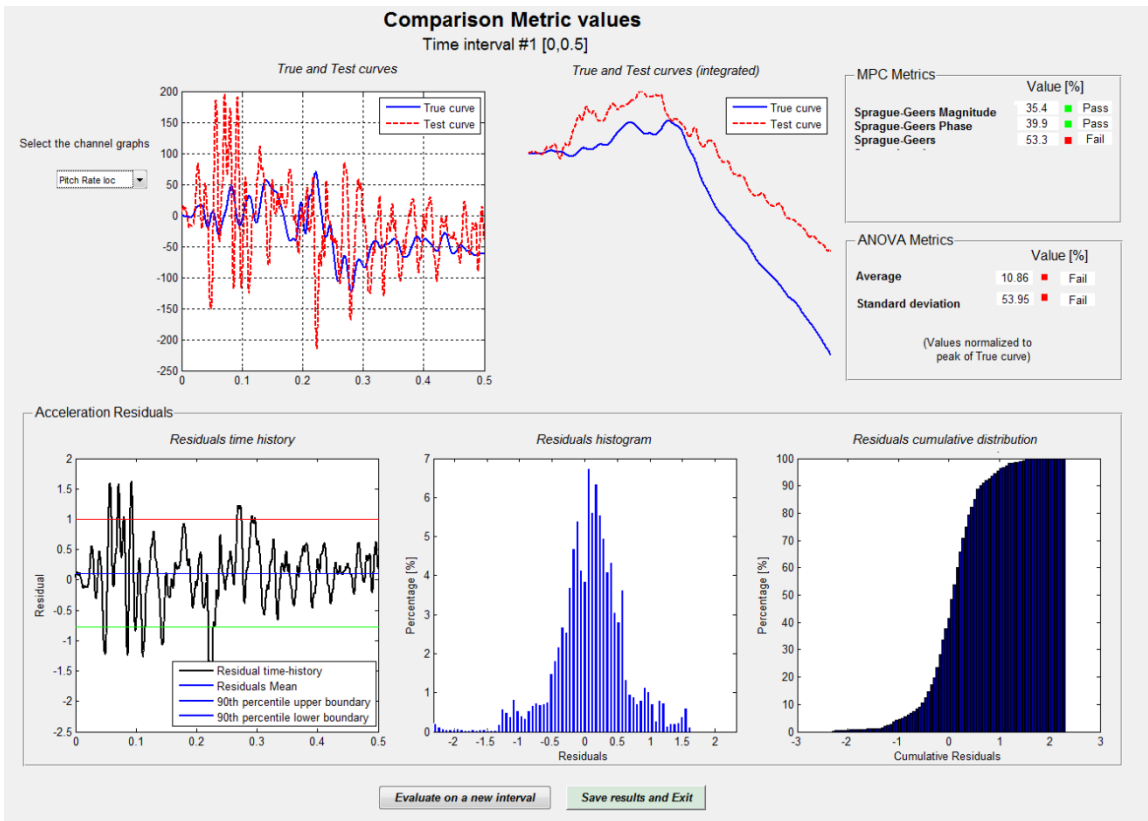 Comparison Metric values
Time interval #1 [0,0.5]
True and Test curves
True and Test curves (integrated)
Select the channel graphs
Pitch Rate loc
200
150
100
50
0
-50
-100
-150
-200
-250
0 0.1 0.2 0.3 0.4 0.5
True curve
Test curve
True curve
Test curve
MPC Metrics
Value [%]
Sprague-Geers Magnitude 35.4 Pass
Sprague-Geers Phase 39.9 Pass
Sprague-Geers 53.3 Fail
ANOVA Metrics
Value [%]
Average 10.86 Fail
Standard deviation 53.95 Fail
(Values normalized to
peak of True curve)
Acceleration Residuals
Residuals time history
Residual
2
1.5
1
0.5
0
-0.5
-1
-1.5
-2
-2.5
0 0.1 0.2 0.3 0.4 0.5
Residual time-history
Residuals Mean
90th percentile upper boundary
90th percentile lower boundary
Residuals histogram
Percentage [%]
7
6
5
4
3
2
1
0
-2 -1.5 -1 -0.5 0 0.5 1 1.5 2
Residuals
Residuals cumulative distribution
Percentage [%]
100
90
80
70
60
50
40
30
20
10
0
-3 -2 -1 0 1 2 3
Cumulative Residuals
Evaluate on a new interval
Save results and Exit